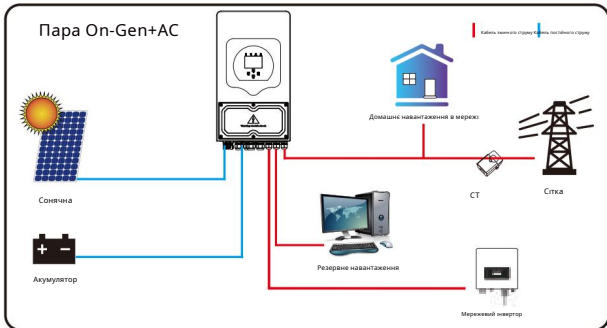 Пара On-Gen+AC
Кабель змінного струму Кабель постійного струму
Домашнє навантаження в мережі
Сонячна
СТ
Сітка
Акумулятор
Резервне навантаження
Мережевий інвертор